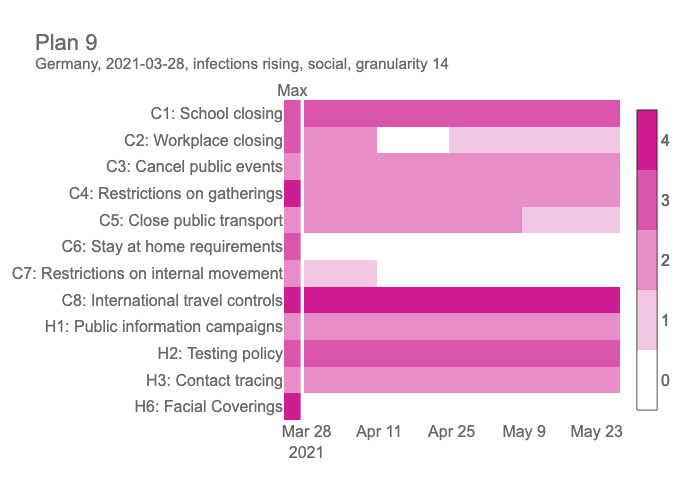 Plan 9
Germany, 2021-03-28, infections rising, social, granularity 14
Max
C1: School closing
C2: Workplace closing
C3: Cancel public events
C4: Restrictions on gatherings
C5: Close public transport
C6: Stay at home requirements
C7: Restrictions on internal movement
C8: International travel controls
H1: Public information campaigns
H2: Testing policy
H3: Contact tracing
H6: Facial Coverings
Mar 28 Apr 11 Apr 25 May 9 May 23
2021
4
3
2
1
0